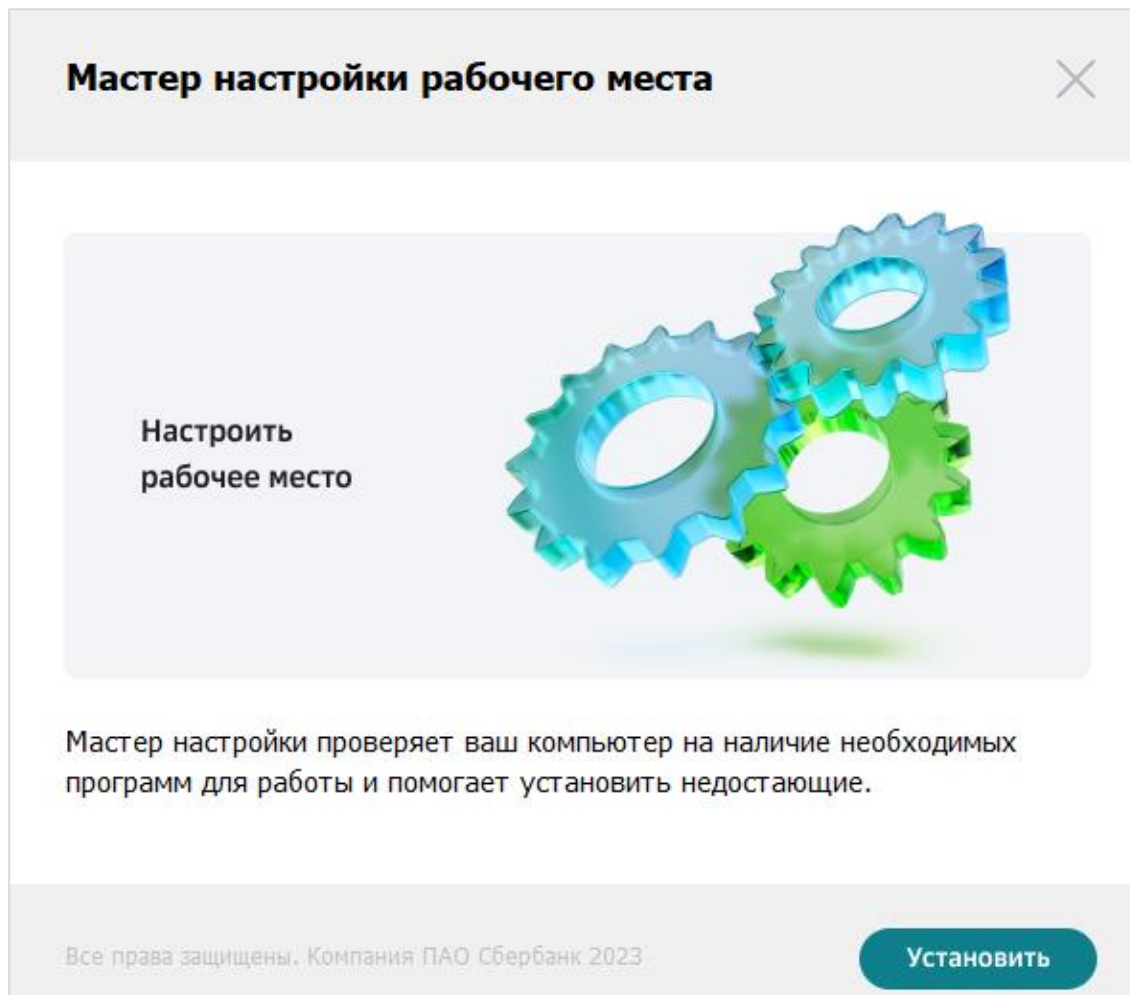 Мастер настройки рабочего места
Настроить
рабочее место
Мастер настройки проверяет ваш компьютер на наличие необходимых
программ для работы и помогает установить недостающие.
Все права защищены. Компания ПАО Сбербанк 2023
Установить